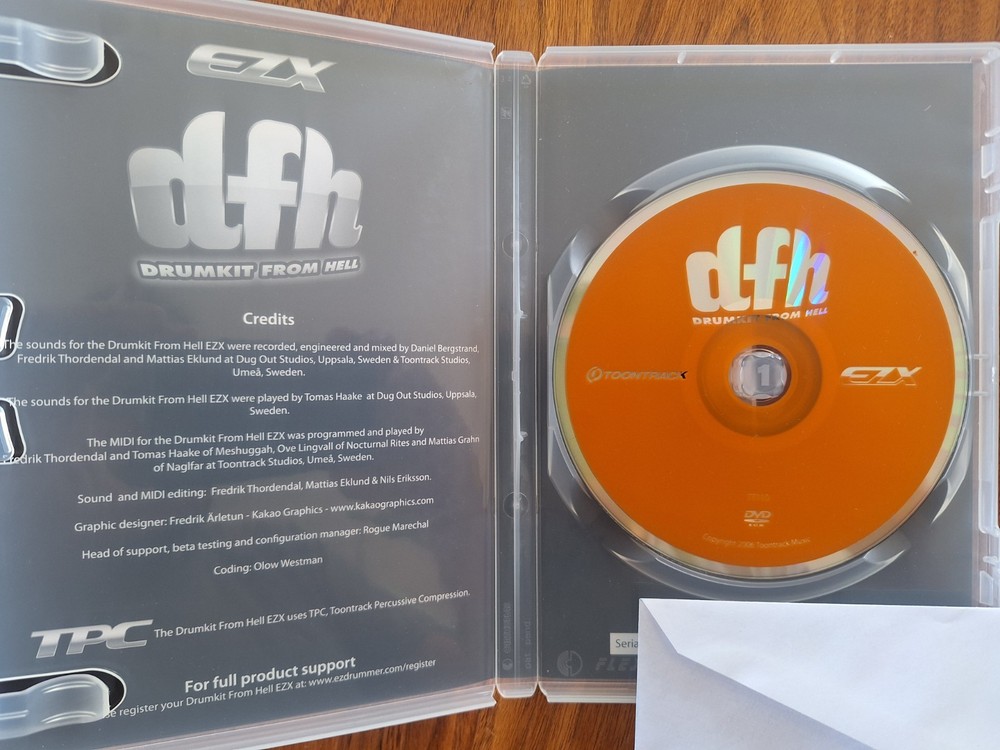 EZX
dfh
DRUMKIT FROM HELL
Credits
The sounds for the Drumkit From Hell EZX were recorded, engineered and mixed by Daniel Bergstrand,
Fredrik Thordendal and Mattias Eklund at Dug Out Studios, Uppsala, Sweden & Toontrack Studios,
Umeå, Sweden.
The sounds for the Drumkit From Hell EZX were played by Tomas Haake at Dug Out Studios, Uppsala,
Sweden.
The MIDI for the Drumkit From Hell EZX was programmed and played by
Fredrik Thordendal and Tomas Haake of Meshuggah, Ove Lingvall of Nocturnal Rites and Mattias Grahn
of Naglfar at Toontrack Studios, Umeå, Sweden.
Sound and MIDI editing: Fredrik Thordendal, Mattias Eklund & Nils Eriksson.
Graphic designer: Fredrik Ärletun - Kakao Graphics - www.kakaographics.com
Head of support, beta testing and configuration manager: Rogue Marechal
Coding: Olow Westman
TPC The Drumkit From Hell EZX uses TPC, Toontrack Percussive Compression.
For full product support
register your Drumkit From Hell EZX at: www.ezdrummer.com/register
dfh
DRUMKIT FROM HELL
TOONTRACK
1
EZX
DVD
ROM
Copyright 2006 Toontrack Music
Seria